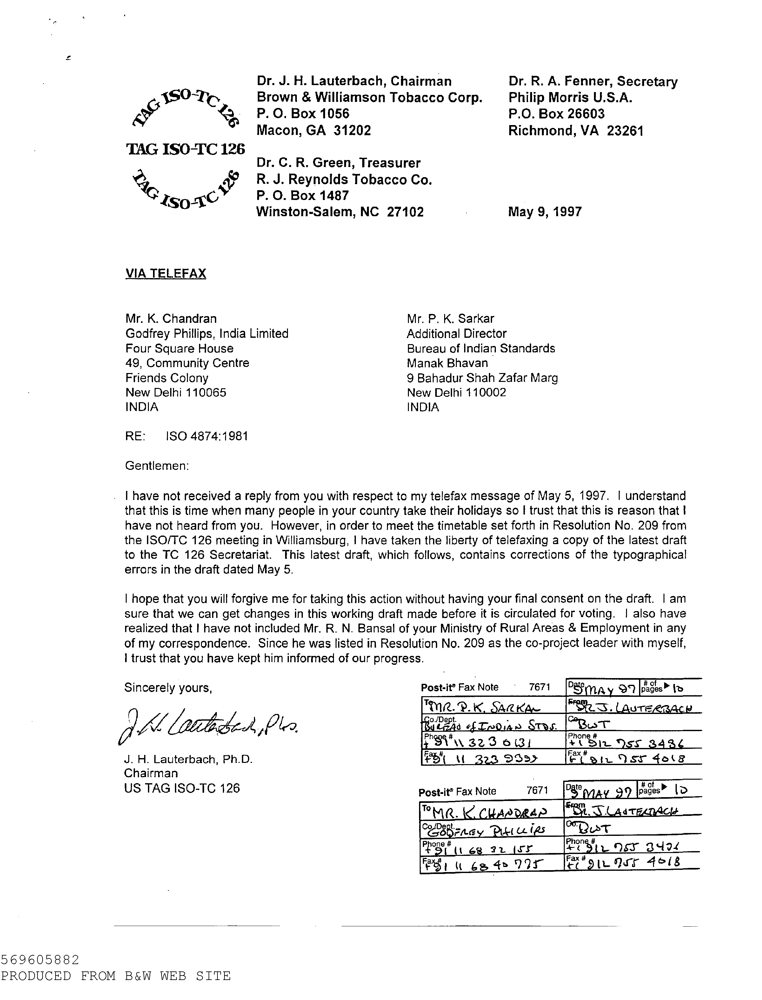 TAG ISO-TC 126
TAG ISO-TC 126
TAG ISO-TC 126
Dr. J. H. Lauterbach, Chairman
Brown & Williamson Tobacco Corp.
P. O. Box 1056
Macon, GA 31202
Dr. R. A. Fenner, Secretary
Philip Morris U.S.A.
P.O. Box 26603
Richmond, VA 23261
Dr. C. R. Green, Treasurer
R. J. Reynolds Tobacco Co.
P. O. Box 1487
Winston-Salem, NC 27102
May 9, 1997
VIA TELEFAX
Mr. K. Chandran
Godfrey Phillips, India Limited
Four Square House
49, Community Centre
Friends Colony
New Delhi 110065
INDIA
Mr. P. K. Sarkar
Additional Director
Bureau of Indian Standards
Manak Bhavan
9 Bahadur Shah Zafar Marg
New Delhi 110002
INDIA
RE: ISO 4874:1981
Gentlemen:
I have not received a reply from you with respect to my telefax message of May 5, 1997. I understand
that this is time when many people in your country take their holidays so I trust that this is reason that I
have not heard from you. However, in order to meet the timetable set forth in Resolution No. 209 from
the ISO/TC 126 meeting in Williamsburg, I have taken the liberty of telefaxing a copy of the latest draft
to the TC 126 Secretariat. This latest draft, which follows, contains corrections of the typographical
errors in the draft dated May 5.
I hope that you will forgive me for taking this action without having your final consent on the draft. I am
sure that we can get changes in this working draft made before it is circulated for voting. I also have
realized that I have not included Mr. R. N. Bansal of your Ministry of Rural Areas & Employment in any
of my correspondence. Since he was listed in Resolution No. 209 as the co-project leader with myself,
I trust that you have kept him informed of our progress.
Sincerely yours,
J. H. Lauterbach, Ph.D.
J. H. Lauterbach, Ph.D.
Chairman
US TAG ISO-TC 126
Post-it® Fax Note 7671 Date 9 MAY 97 # of pages ▶ 10
To MR. P. K. SARKAR From DR J. LAUTERBACH
Co./Dept. BUREAU of INDIAN STDS. Co. B&WT
Phone # +91 11 323 0131 Phone # +1 912 755 3436
Fax # +91 11 323 Fax # +1 912 755 4018
Post-it® Fax Note 7671 Date 9 MAY 97 # of pages ▶ 10
To MR. K. CHANDRAN From DR. J LAUTERBACH
Co./Dept. GODFREY PHILLIPS Co. B&WT
Phone # +91 11 68 32 155 Phone # +1 912 755
Fax # +91 11 68 40 775 Fax # +1 912 755 4018
569605882
PRODUCED FROM B&W WEB SITE